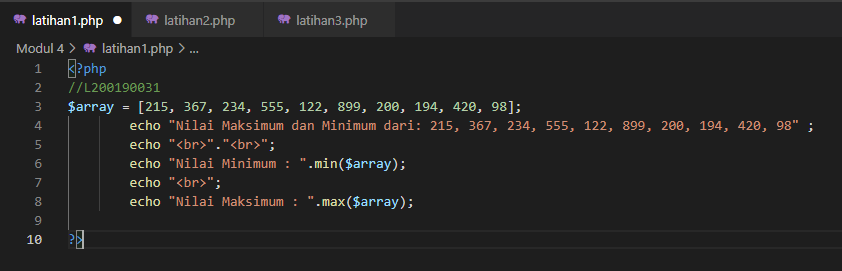 latihan1.php ● latihan2.php latihan3.php
Modul 4 > latihan1.php > ...
1 <?php
2 //L200190031
3 $array = [215, 367, 234, 555, 122, 899, 200, 194, 420, 98];
4 echo "Nilai Maksimum dan Minimum dari: 215, 367, 234, 555, 122, 899, 200, 194, 420, 98" ;
5 echo "<br>"."<br>";
6 echo "Nilai Minimum : ".min($array);
7 echo "<br>";
8 echo "Nilai Maksimum : ".max($array);
9
10 ?>